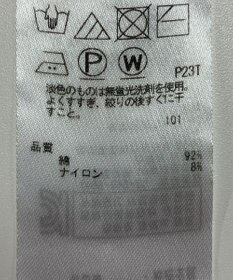 P
W
P23T
淡色のものは無蛍光洗剤を使用。
よくすすぎ、絞りの後すぐに干
すこと。
101
品質
綿 92%
ナイロン 8%